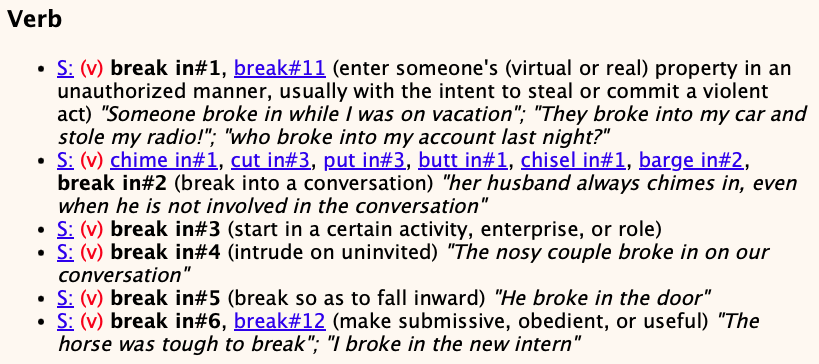 Verb
• S: (v) break in#1, break#11 (enter someone's (virtual or real) property in an
unauthorized manner, usually with the intent to steal or commit a violent
act) "Someone broke in while I was on vacation"; "They broke into my car and
stole my radio!"; "who broke into my account last night?"
• S: (v) chime in#1, cut in#3, put in#3, butt in#1, chisel in#1, barge in#2,
break in#2 (break into a conversation) "her husband always chimes in, even
when he is not involved in the conversation"
• S: (v) break in#3 (start in a certain activity, enterprise, or role)
• S: (v) break in#4 (intrude on uninvited) "The nosy couple broke in on our
conversation"
• S: (v) break in#5 (break so as to fall inward) "He broke in the door"
• S: (v) break in#6, break#12 (make submissive, obedient, or useful) "The
horse was tough to break"; "I broke in the new intern"